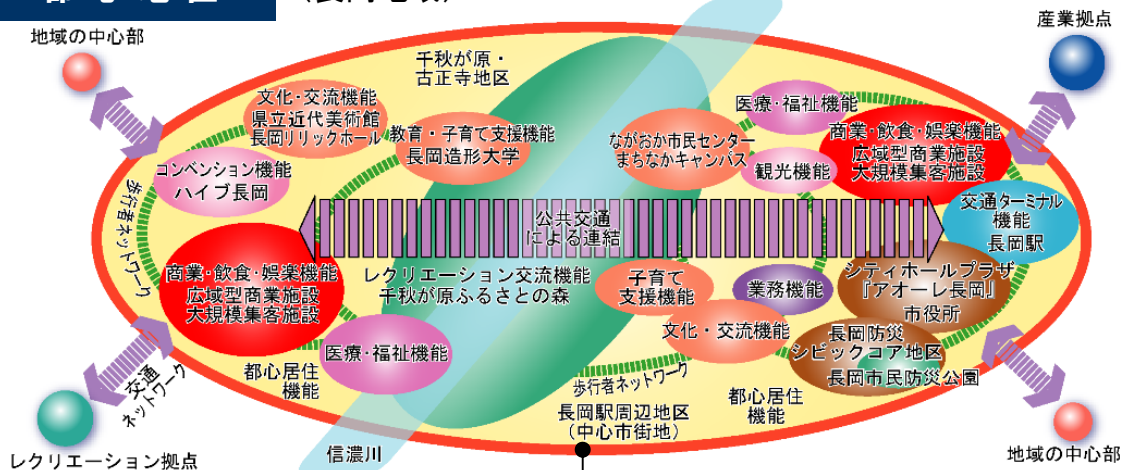 地域の中心部
産業拠点
千秋が原・
古正寺地区
文化・交流機能
県立近代美術館
長岡リリックホール
教育・子育て支援機能
長岡造形大学
コンベンション機能
ハイブ長岡
歩行者ネットワーク
ながおか市民センター
まちなかキャンパス
医療・福祉機能
観光機能
商業・飲食・娯楽機能
広域型商業施設
大規模集客施設
交通ターミナル
機能
長岡駅
公共交通
による連結
商業・飲食・娯楽機能
広域型商業施設
大規模集客施設
レクリエーション交流機能
千秋が原ふるさとの森
子育て
支援機能
業務機能
シティホールプラザ
『アオーレ長岡』
市役所
文化・交流機能
長岡防災
シビックコア地区
長岡市民防災公園
医療・福祉機能
都心居住
機能
交通
ネットワーク
歩行者ネットワーク
長岡駅周辺地区
（中心市街地）
都心居住
機能
信濃川
レクリエーション拠点
地域の中心部